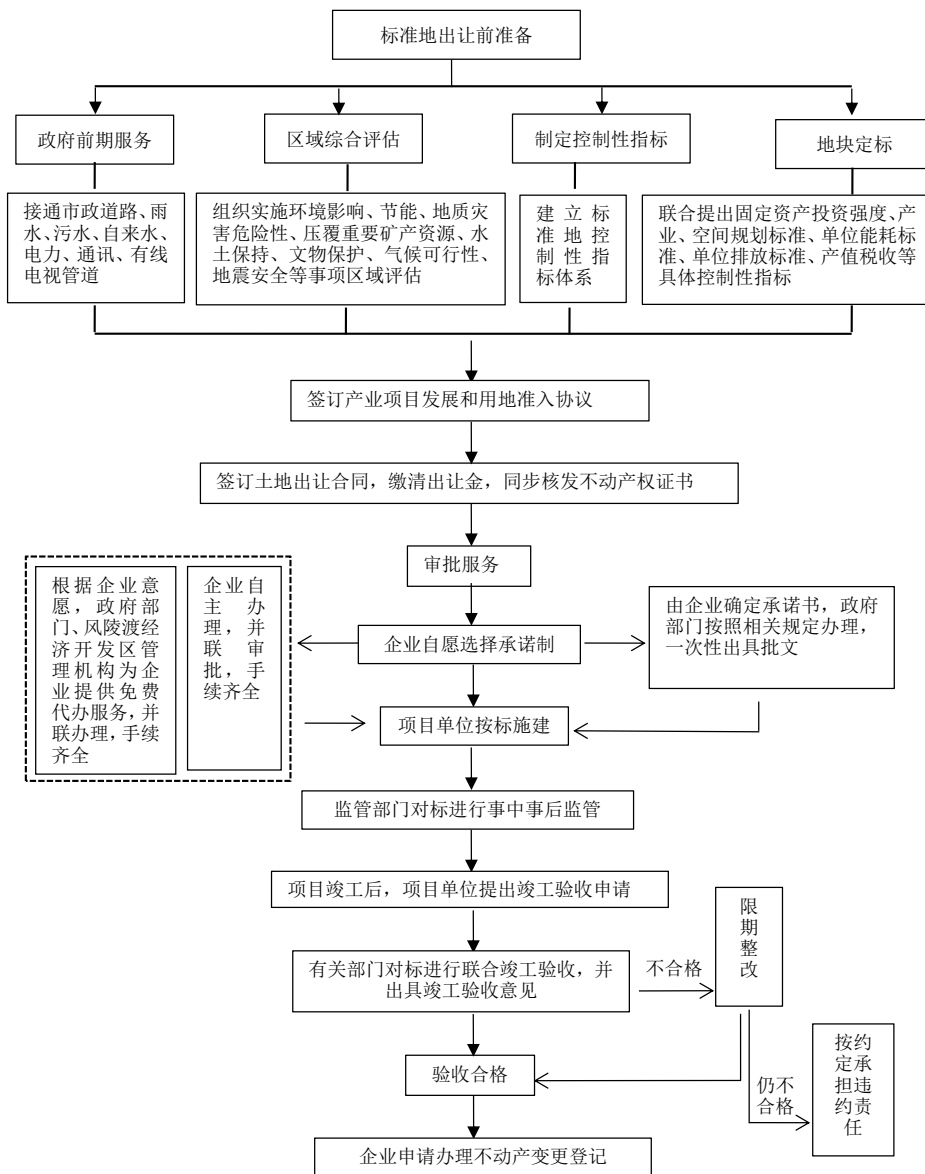 标准地出让前准备
政府前期服务
区域综合评估
制定控制性指标
地块定标
接通市政道路、雨
水、污水、自来水、
电力、通讯、有线
电视管道
组织实施环境影响、节能、地质灾
害危险性、压覆重要矿产资源、水
土保持、文物保护、气候可行性、
地震安全等事项区域评估
建立标
准地控
制性指
标体系
联合提出固定资产投资强度、产
业、空间规划标准、单位能耗标
准、单位排放标准、产值税收等
具体控制性指标
签订产业项目发展和用地准入协议
签订土地出让合同，缴清出让金，同步核发不动产权证书
审批服务
根据企业意
愿，政府部
门、风陵渡经
济开发区管
理机构为企
业提供免费
代办服务，并
联办理，手续
齐全
企业自
主办
理，并
联审
批，手
续齐全
企业自愿选择承诺制
由企业确定承诺书，政府
部门按照相关规定办理，
一次性出具批文
项目单位按标施建
监管部门对标进行事中事后监管
项目竣工后，项目单位提出竣工验收申请
有关部门对标进行联合竣工验收，并
出具竣工验收意见
不合格
限
期
整
改
验收合格
仍不
合格
按约
定承
担违
约责
任
企业申请办理不动产变更登记